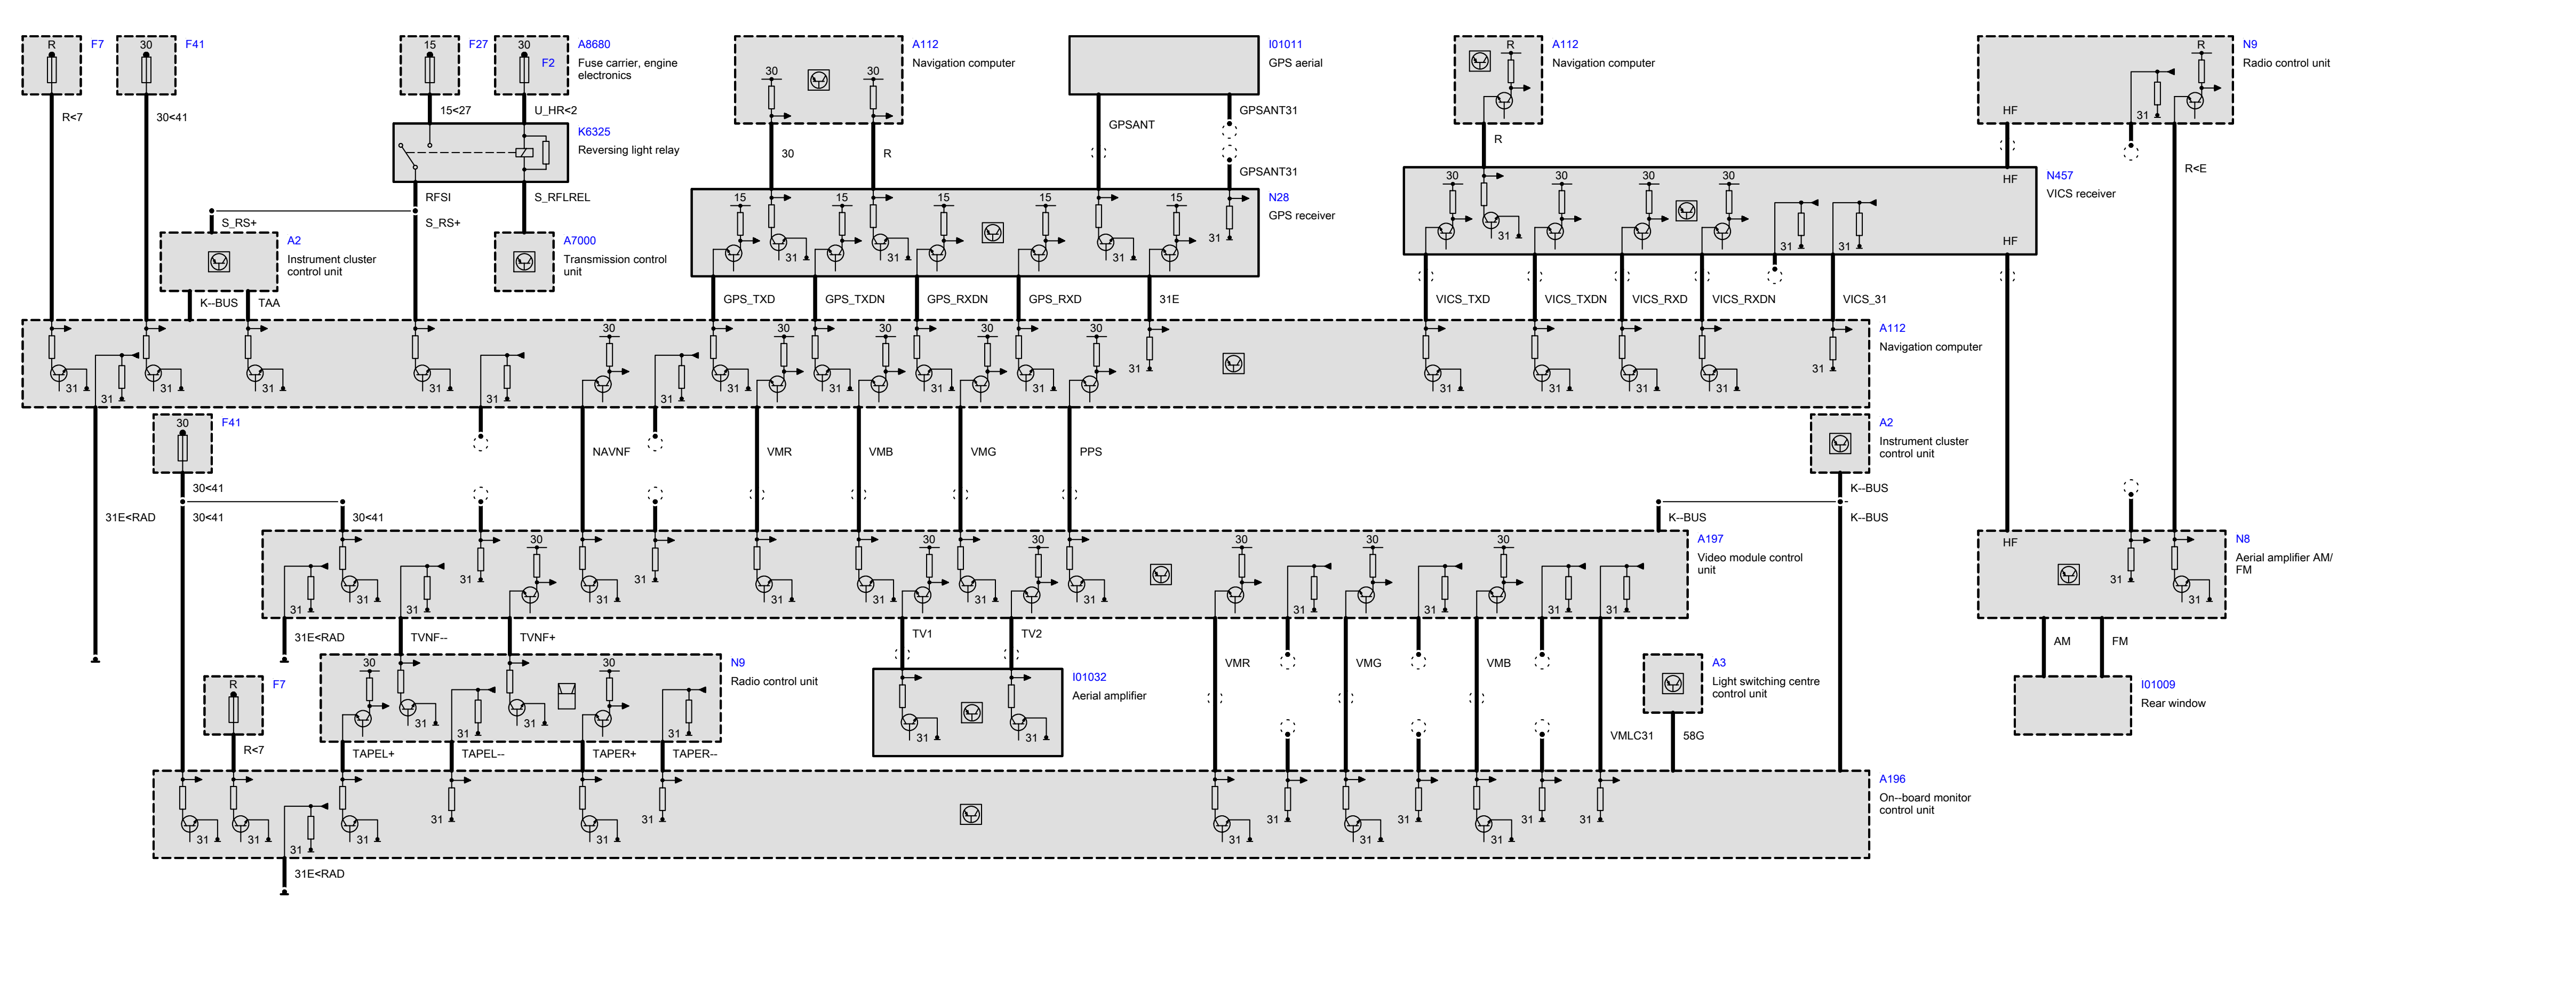 R F7 30 F41 15 F27 30 A8680 30 A112 30 I01011 R A112 R N9
F2 Fuse carrier, engine
electronics
Navigation computer GPS aerial Navigation computer Radio control unit
R<7 30<41 15<27 U_HR<2 GPSANT GPSANT31 HF 31
K6325
Reversing light relay
30 R R
GPSANT31 R<E
RFSI S_RFLREL
S_RS+ S_RS+
N28
GPS receiver
15 15 15 15 15 31
31 31 31
N457
VICS receiver
30 30 30 30 HF
31 31 31 HF
A2
Instrument cluster
control unit
A7000
Transmission control
unit
K--BUS TAA GPS_TXD GPS_TXDN GPS_RXDN GPS_RXD 31E VICS_TXD VICS_TXDN VICS_RXD VICS_RXDN VICS_31
A112
Navigation computer
30 30 30 30 30
31 31 31 31 31 31 31 31 31 31 31 31 31 31 31 31
31 31
F41 30
A2
Instrument cluster
control unit
NAVNF VMR VMB VMG PPS
30<41 K--BUS
31E<RAD 30<41 30<41 K--BUS K--BUS
A197
Video module control
unit
30 30 30 30 30 30
31 31 31 31 31 31 31 31 31 31 31 31 31 31 31
HF 31 31
N8
Aerial amplifier AM/
FM
31E<RAD TVNF-- TVNF+ TV1 TV2 AM FM
N9
Radio control unit
30 30
31 31 31 31
I01032
Aerial amplifier
31 31
VMR VMG VMB
A3
Light switching centre
control unit
I01009
Rear window
F7 R
R<7 TAPEL+ TAPEL-- TAPER+ TAPER-- VMLC31 58G
A196
On--board monitor
control unit
31 31 31 31 31 31 31 31 31 31 31 31 31 31
31E<RAD